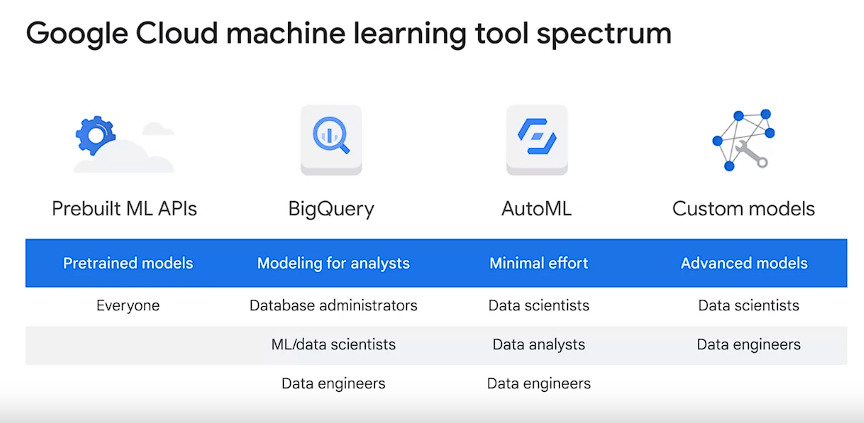 Google Cloud machine learning tool spectrum
Prebuilt ML APIs BigQuery AutoML Custom models
Pretrained models Modeling for analysts Minimal effort Advanced models
Everyone Database administrators Data scientists Data scientists
ML/data scientists Data analysts Data engineers
Data engineers Data engineers